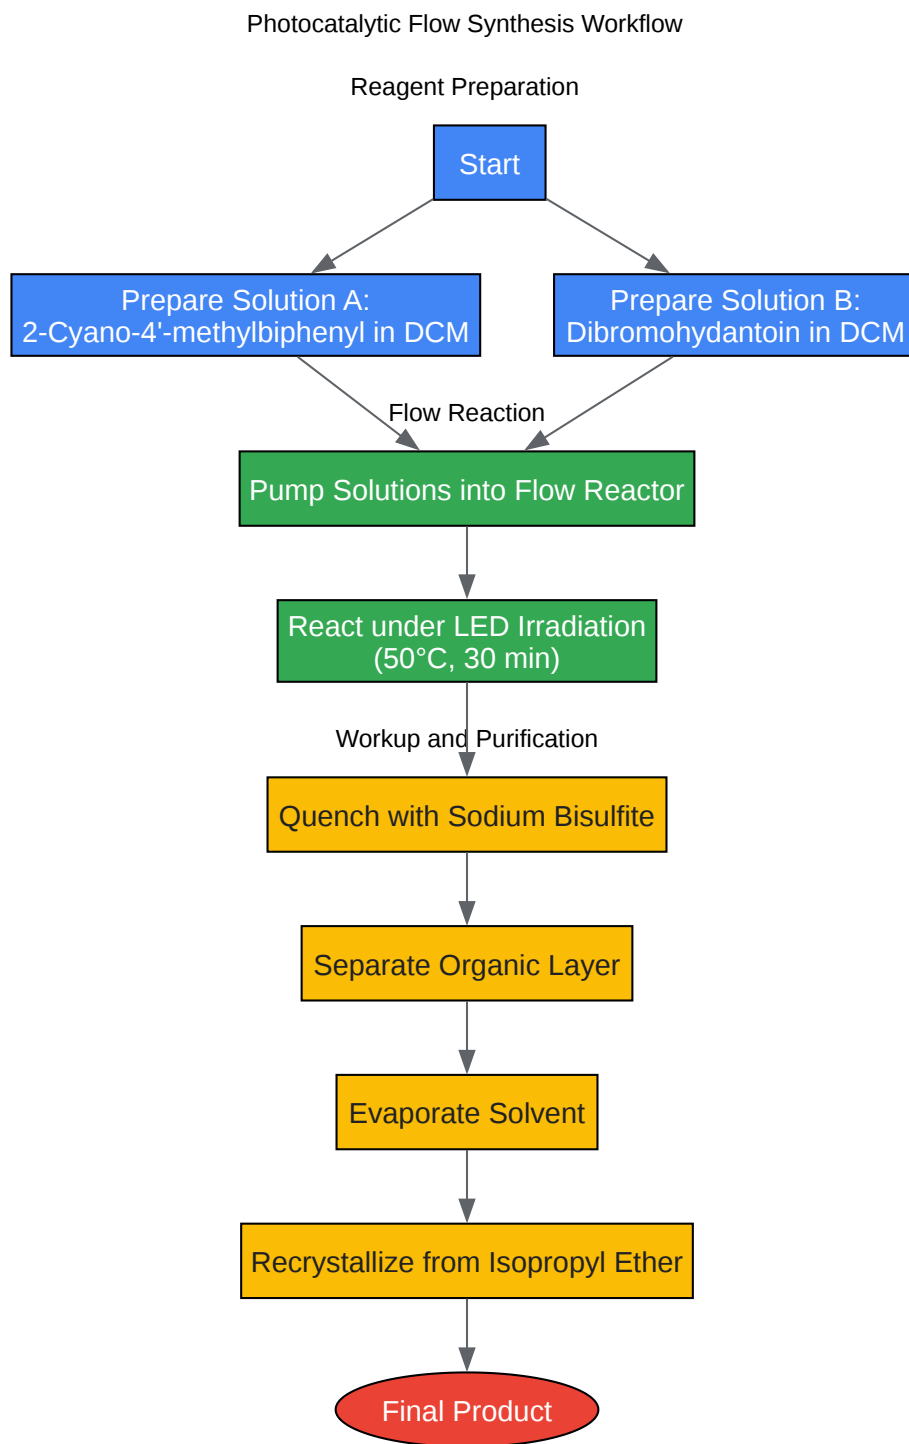 Photocatalytic Flow Synthesis Workflow
Reagent Preparation
Start
Prepare Solution A:
2-Cyano-4'-methylbiphenyl in DCM
Prepare Solution B:
Dibromohydantoin in DCM
Flow Reaction
Pump Solutions into Flow Reactor
React under LED Irradiation
(50°C, 30 min)
Workup and Purification
Quench with Sodium Bisulfite
Separate Organic Layer
Evaporate Solvent
Recrystallize from Isopropyl Ether
Final Product